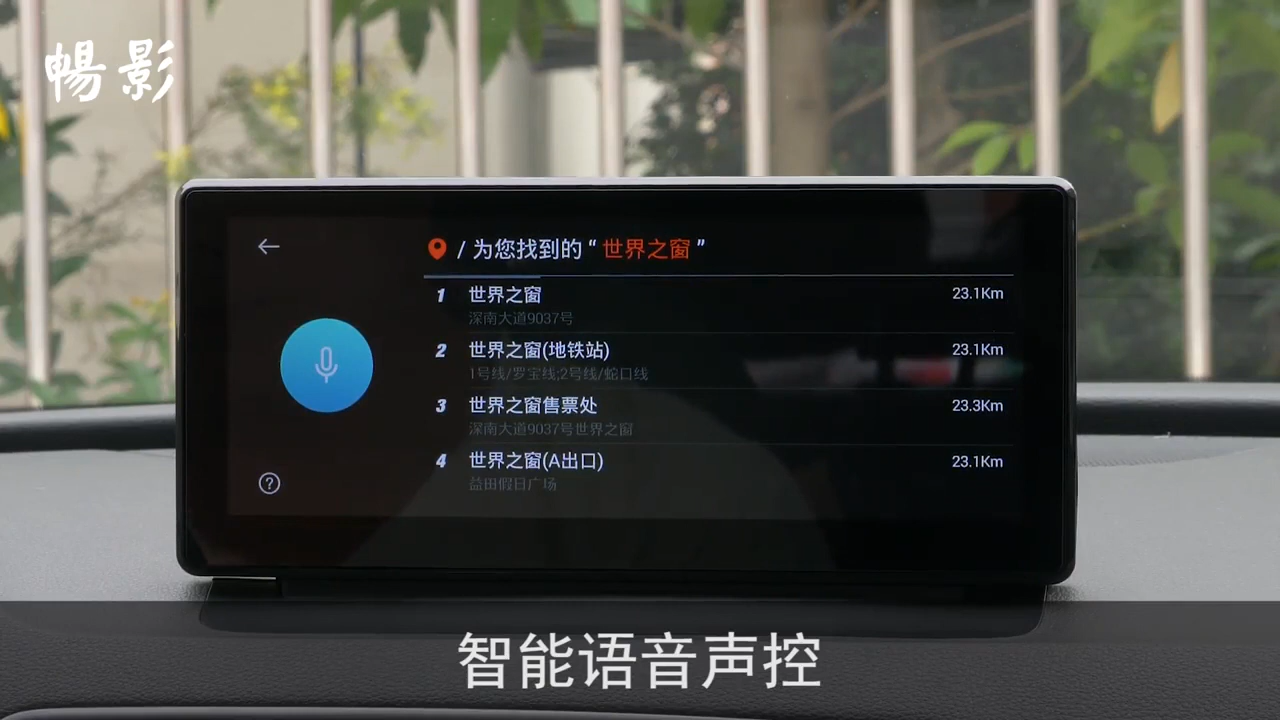 暢影
/ 为您找到的“世界之窗”
1 世界之窗 23.1Km
深南大道9037号
2 世界之窗(地铁站) 23.1Km
1号线/罗宝线;2号线/蛇口线
3 世界之窗售票处 23.3Km
深南大道9037号世界之窗
4 世界之窗(A出口) 23.1Km
益田假日广场
智能语音声控